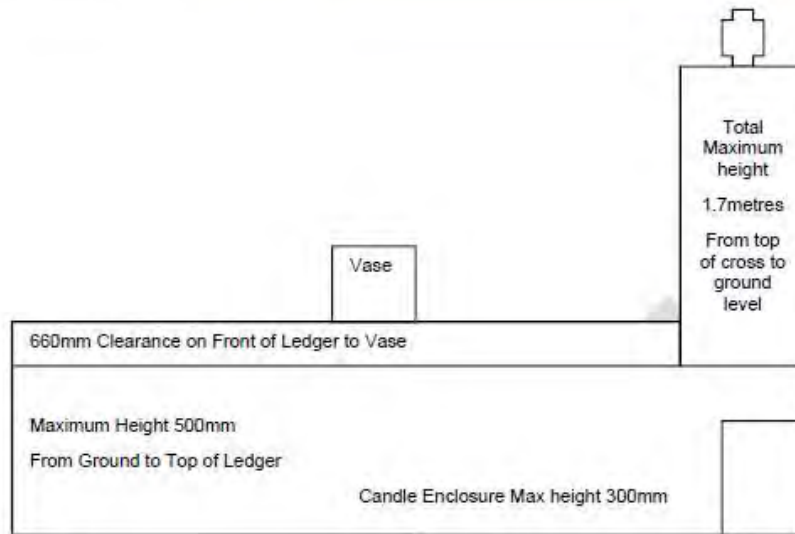 Total
Maximum
height
1.7metres
From top
of cross to
ground
level
Vase
660mm Clearance on Front of Ledger to Vase
Maximum Height 500mm
From Ground to Top of Ledger
Candle Enclosure Max height 300mm